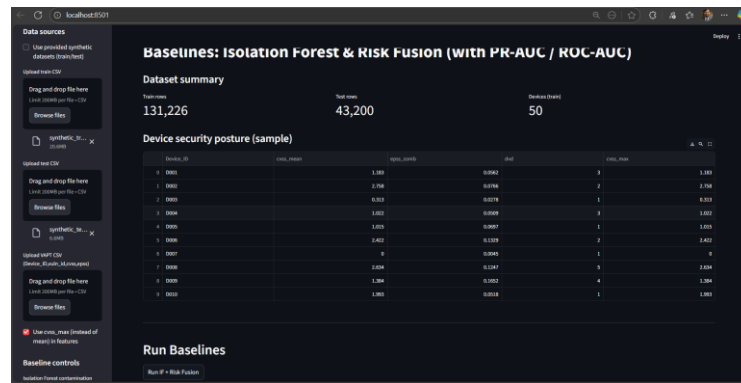 localhost:8501
Deploy
Data sources
Use provided synthetic
datasets (train/test)
Upload train CSV
Drag and drop file here
Limit 200MB per file • CSV
Browse files
synthetic_tr...
Upload test CSV
Drag and drop file here
Limit 200MB per file • CSV
Browse files
synthetic_te...
Upload VAPT CSV
(Device_ID,vuln_id,cvss,epss)
Drag and drop file here
Limit 200MB per file • CSV
Browse files
Use cvss_max (instead of
mean) in features
Baseline controls
Isolation Forest contamination
Baselines: Isolation Forest & Risk Fusion (with PR-AUC / ROC-AUC)
Dataset summary
Train rows Test rows Devices (train)
131,226 43,200 50
Device security posture (sample)
Device_ID cvss_mean epss_comb dvd cvss_max
0 D001 1.183 0.0562 3 1.183
1 D002 2.758 0.0766 2 2.758
2 D003 0.313 0.0278 1 0.313
3 D004 1.022 0.0509 3 1.022
4 D005 1.015 0.0697 1 1.015
5 D006 2.422 0.1329 2 2.422
6 D007 0 0.0045 1 0
7 D008 2.634 0.1247 5 2.634
8 D009 1.384 0.1652 4 1.384
9 D010 1.993 0.0518 1 1.993
Run Baselines
Run IF + Risk Fusion